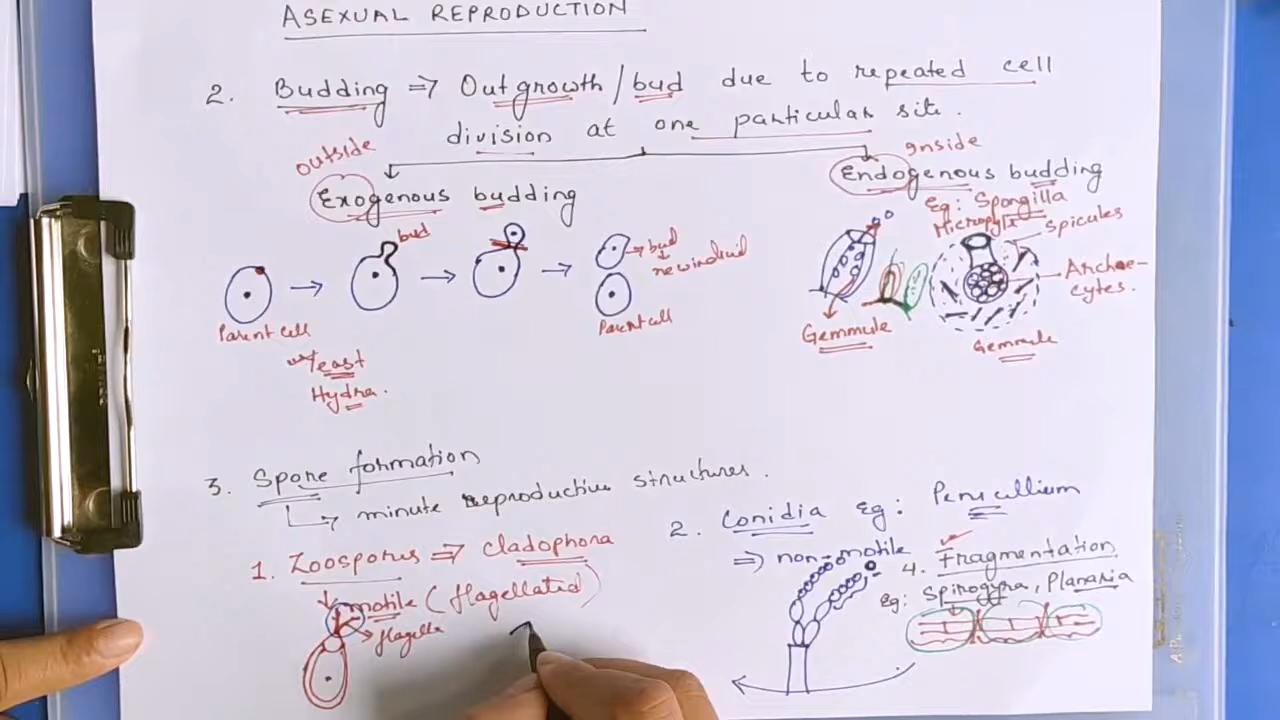 ASEXUAL REPRODUCTION
2. Budding ⇒ Outgrowth/bud due to repeated cell
division at one particular site.
outside
Inside
Exogenous budding
Endogenous budding
Eg: Spongilla
bud
Micropyle
Spicules
→ bud
new individ
Archae-
cytes.
Parent cell
Parent cell
Gemmule
Gemmule
Yeast
Hydra.
3. Spore formation
↳ minute reproductive structures.
1. Zoospores ⇒ cladophora
motile (flagellated)
flagella
2. Conidia Eg: Penicillium
⇒ non-motile
4. Fragmentation
Eg: Spirogyra, Planaria